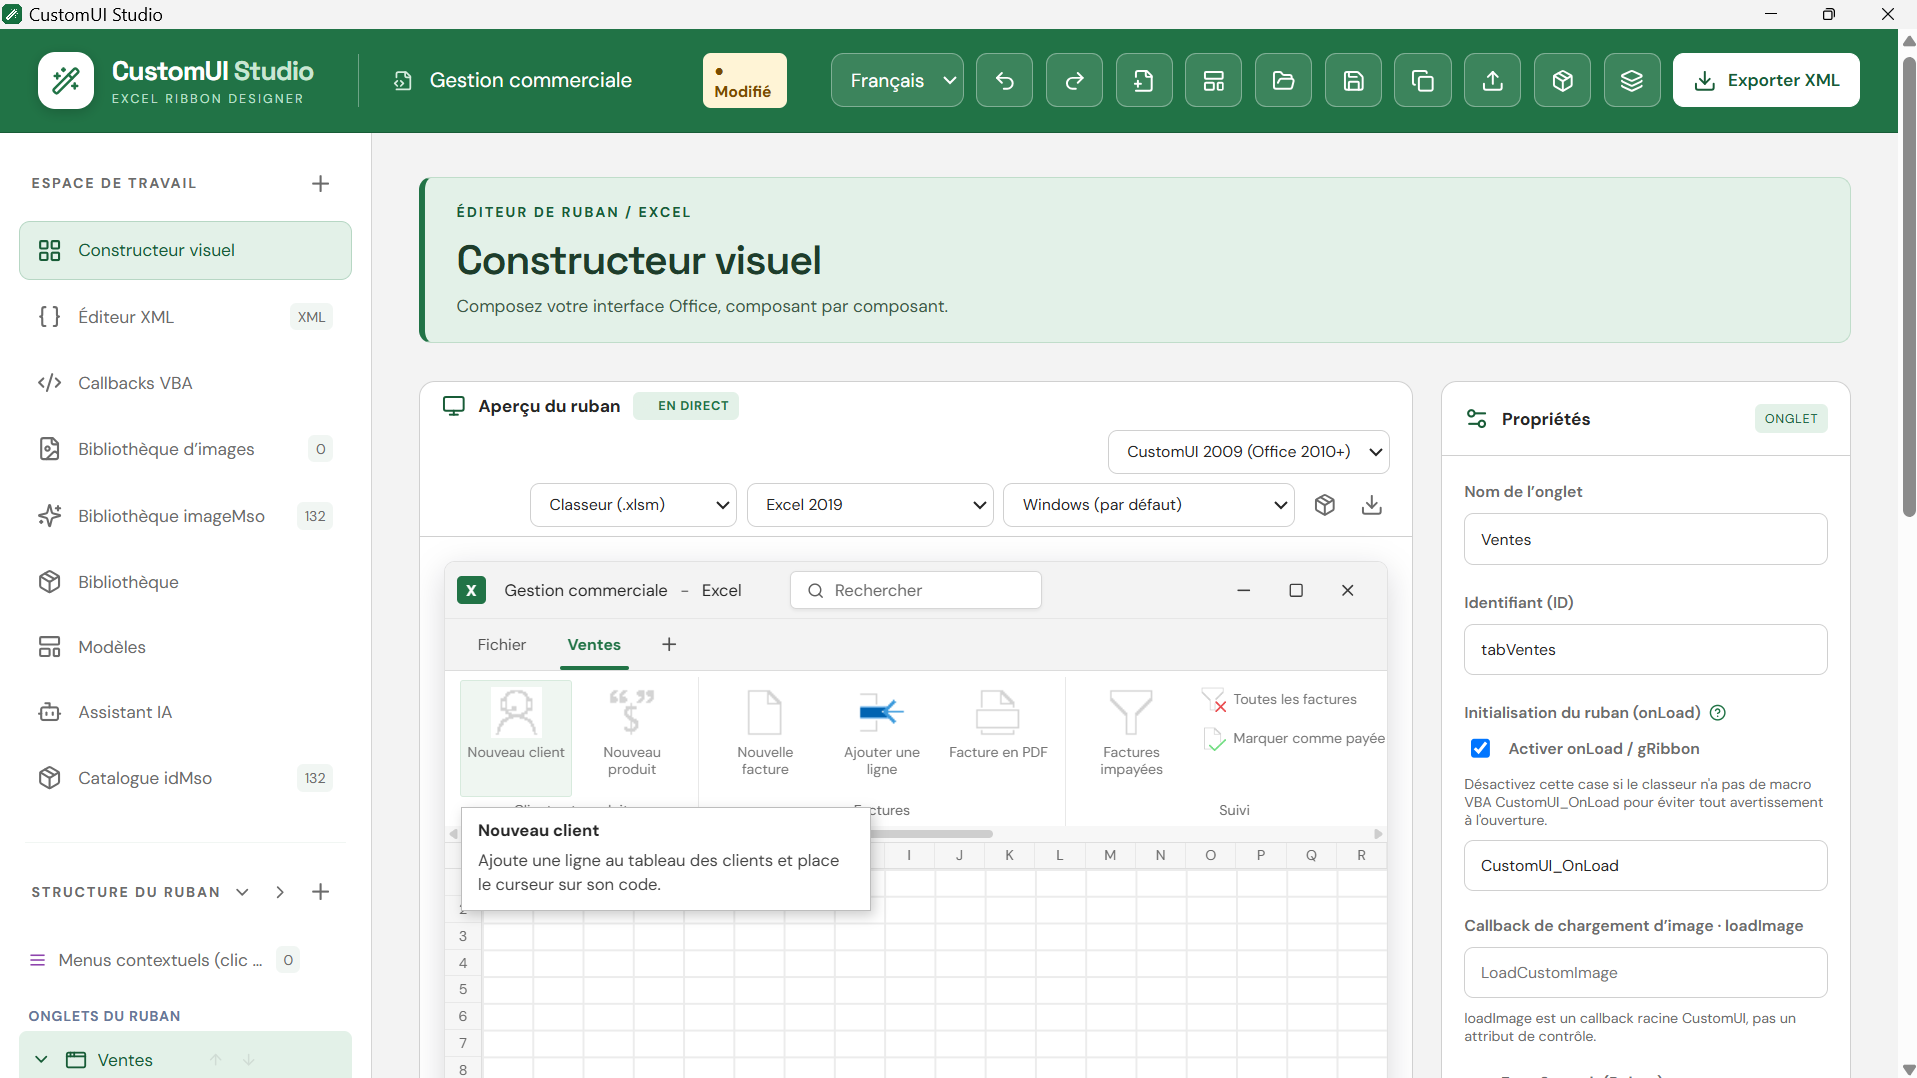 CustomUI Studio
CustomUI Studio
EXCEL RIBBON DESIGNER
Gestion commerciale
● Modifié
Français
Exporter XML
ESPACE DE TRAVAIL
Constructeur visuel
Éditeur XML
XML
Callbacks VBA
Bibliothèque d’images
0
Bibliothèque imageMso
132
Bibliothèque
Modèles
Assistant IA
Catalogue idMso
132
STRUCTURE DU RUBAN
Menus contextuels (clic ...
0
ONGLETS DU RUBAN
Ventes
ÉDITEUR DE RUBAN / EXCEL
Constructeur visuel
Composez votre interface Office, composant par composant.
Aperçu du ruban
EN DIRECT
CustomUI 2009 (Office 2010+)
Classeur (.xlsm)
Excel 2019
Windows (par défaut)
X
Gestion commerciale - Excel
Rechercher
Fichier
Ventes
Nouveau client
Nouveau
produit
Nouvelle
facture
Ajouter une
ligne
Facture en PDF
Factures
impayées
Toutes les factures
Marquer comme payée
Suivi
Nouveau client
Ajoute une ligne au tableau des clients et place
le curseur sur son code.
I J K L M N O P Q R
2
3
4
5
6
7
8
Propriétés
ONGLET
Nom de l’onglet
Ventes
Identifiant (ID)
tabVentes
Initialisation du ruban (onLoad)
Activer onLoad / gRibbon
Désactivez cette case si le classeur n'a pas de macro
VBA CustomUI_OnLoad pour éviter tout avertissement
à l'ouverture.
CustomUI_OnLoad
Callback de chargement d’image · loadImage
LoadCustomImage
loadImage est un callback racine CustomUI, pas un
attribut de contrôle.